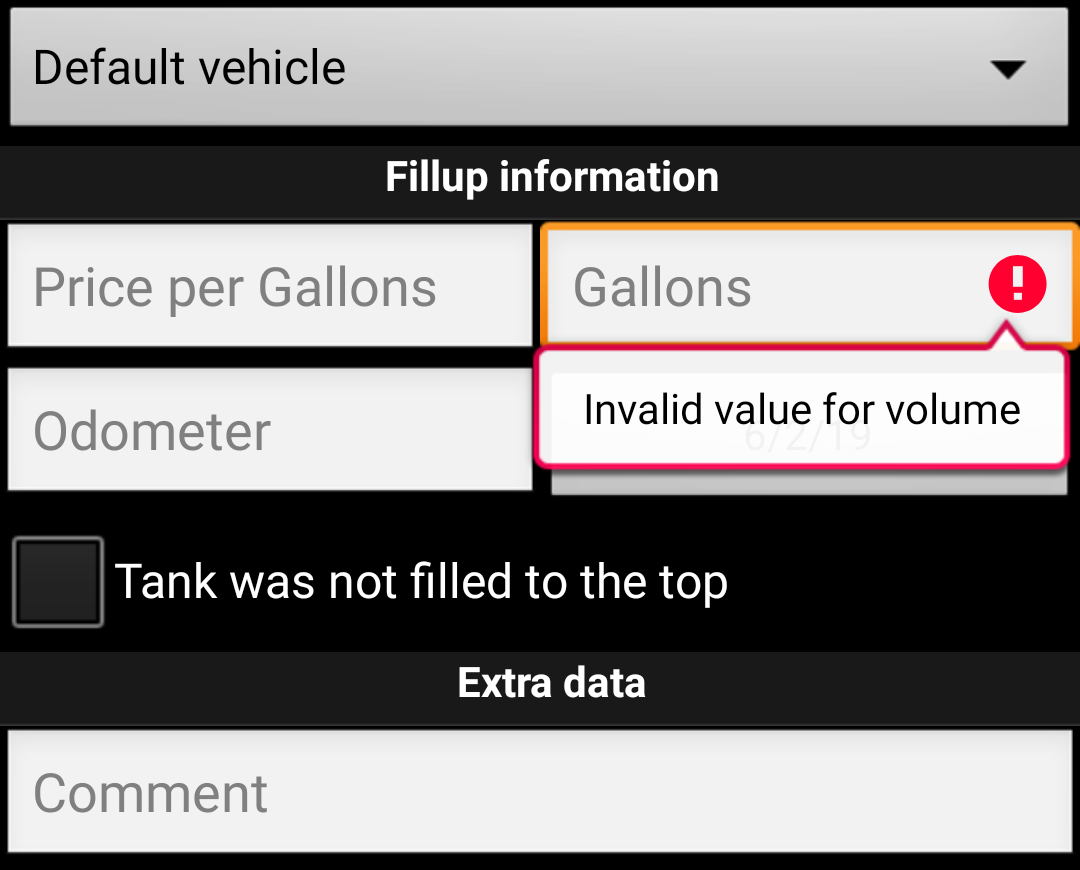 Default vehicle
Fillup information
Price per Gallons
Gallons
Invalid value for volume
Odometer
6/2/19
Tank was not filled to the top
Extra data
Comment